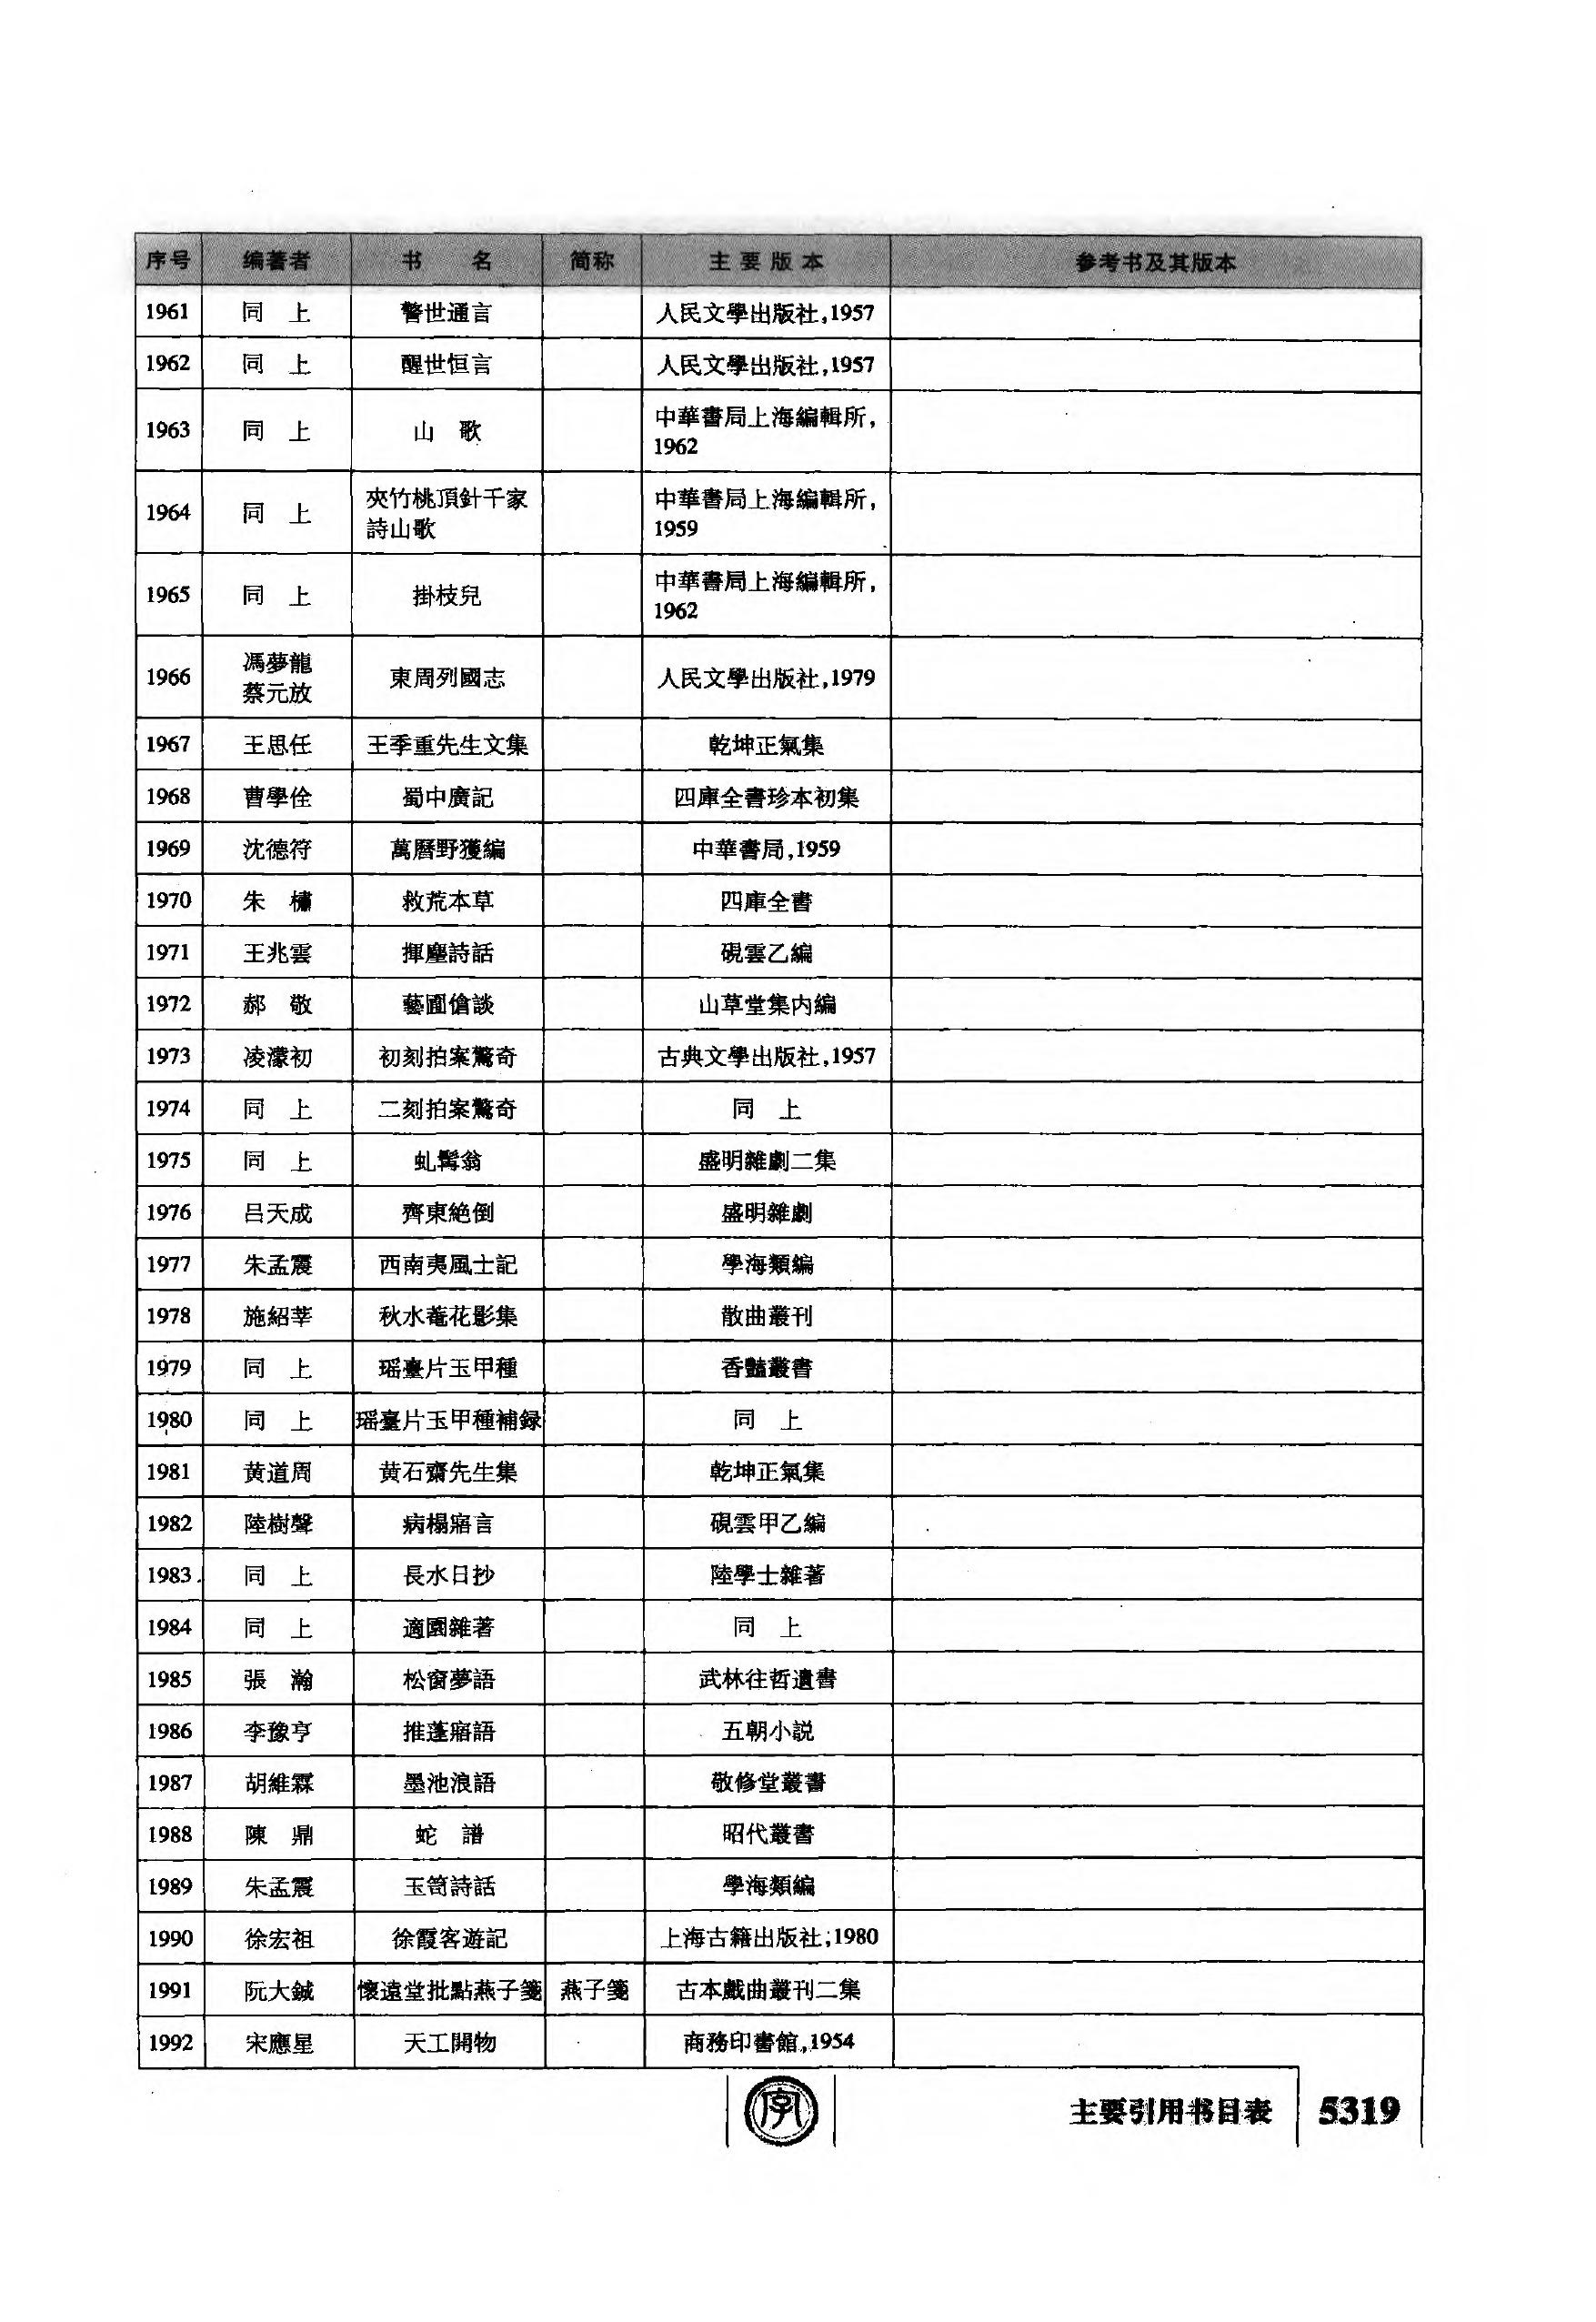 序号 编著者 书 名 简称 主要版本 参考书及其版本
1961 同 上 警世通言 人民文學出版社,1957
1962 同 上 醒世恒言 人民文學出版社,1957
1963 同 上 山 歌 中華書局上海編輯所,
1962
1964 同 上 夾竹桃頂針千家 中華書局上海編輯所,
詩山歌 1959
1965 同 上 掛枝兒 中華書局上海編輯所,
1962
1966 馮夢龍 東周列國志 人民文學出版社,1979
蔡元放
1967 王思任 王季重先生文集 乾坤正氣集
1968 曹學佺 蜀中廣記 四庫全書珍本初集
1969 沈德符 萬曆野獲編 中華書局,1959
1970 朱 橚 救荒本草 四庫全書
1971 王兆雲 揮麈詩話 硯雲乙編
1972 郝 敬 藝圃傖談 山草堂集内編
1973 凌濛初 初刻拍案驚奇 古典文學出版社,1957
1974 同 上 二刻拍案驚奇 同 上
1975 同 上 虬髯翁 盛明雜劇二集
1976 吕天成 齊東絶倒 盛明雜劇
1977 朱孟震 西南夷風土記 學海類編
1978 施紹莘 秋水菴花影集 散曲叢刊
1979 同 上 瑶臺片玉甲種 香豔叢書
1980 同 上 瑶臺片玉甲種補録 同 上
1981 黄道周 黄石齋先生集 乾坤正氣集
1982 陸樹聲 病榻寤言 硯雲甲乙編
1983 同 上 長水日抄 陸學士雜著
1984 同 上 適園雜著 同 上
1985 張 瀚 松窗夢語 武林往哲遺書
1986 李豫亨 推蓬寤語 五朝小説
1987 胡維霖 墨池浪語 敬修堂叢書
1988 陳 鼎 蛇 譜 昭代叢書
1989 朱孟震 玉笥詩話 學海類編
1990 徐宏祖 徐霞客遊記 上海古籍出版社,1980
1991 阮大鋮 懷遠堂批點燕子箋 燕子箋 古本戲曲叢刊二集
1992 宋應星 天工開物 商務印書館,1954
字 主要引用书目表 5319